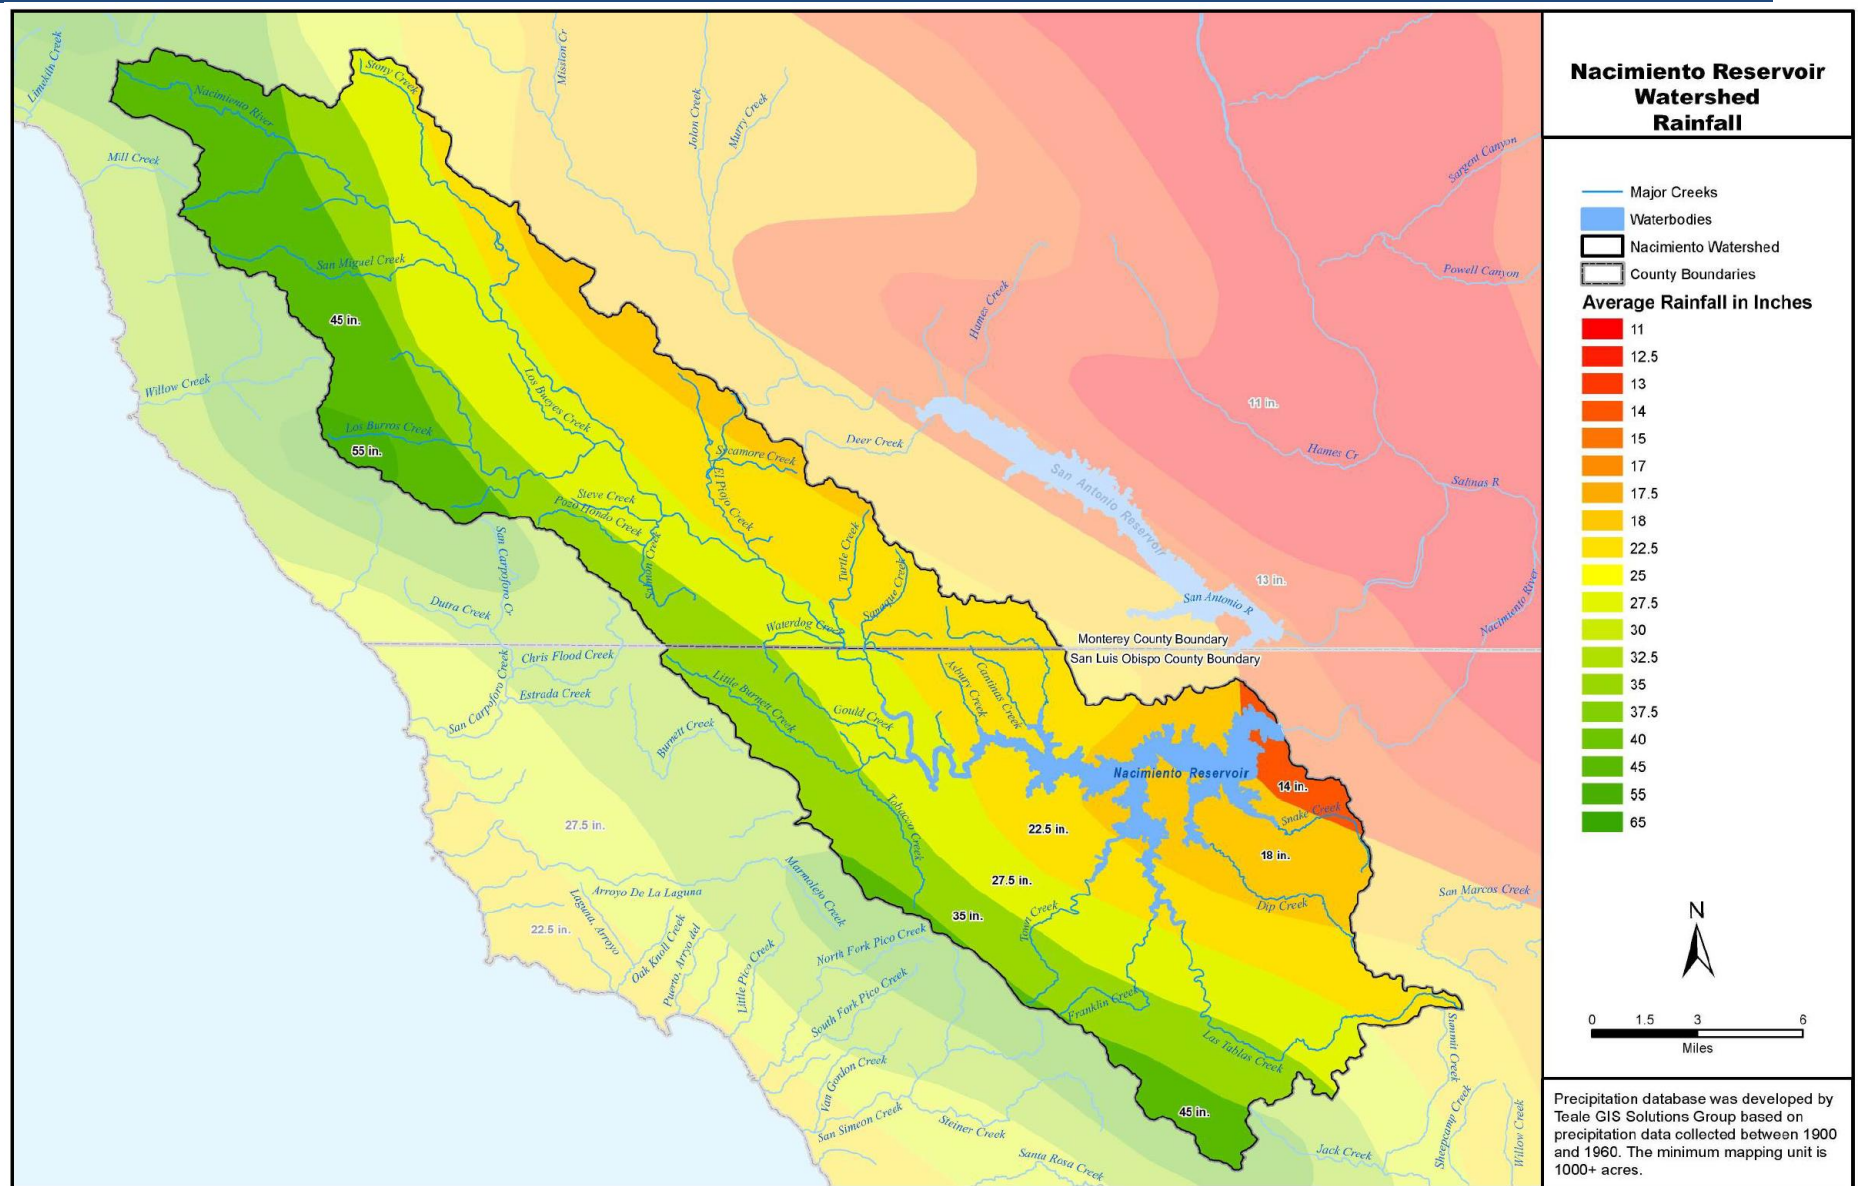 Nacimiento Reservoir
Watershed
Rainfall
Major Creeks
Waterbodies
Nacimiento Watershed
County Boundaries
Average Rainfall in Inches
11
12.5
13
14
15
17
17.5
18
22.5
25
27.5
30
32.5
35
37.5
40
45
55
65
N
0 1.5 3 6
Miles
Precipitation database was developed by
Teale GIS Solutions Group based on
precipitation data collected between 1900
and 1960. The minimum mapping unit is
1000+ acres.
Limekiln Creek
Stony Creek
Mission Cr
Nacimiento River
Jolon Creek
Murry Creek
Mill Creek
Sargent Canyon
San Miguel Creek
Powell Canyon
Hames Creek
45 in.
Willow Creek
Los Bueyes Creek
11 in.
Los Burros Creek
55 in.
Deer Creek
Sycamore Creek
Hames Cr
San Antonio Reservoir
Salinas R
El Piojo Creek
Steve Creek
Pozo Hondo Creek
Turtle Creek
San Carpoforo Cr
Salmon Creek
Creek
13 in.
Dutra Creek
San Antonio R
Nacimiento River
Waterdog Creek
Monterey County Boundary
San Luis Obispo County Boundary
Chris Flood Creek
Estrada Creek
San Carpoforo Creek
Little Burnett Creek
Asbury Creek
Cantinas Creek
Gould Creek
Burnett Creek
Nacimiento Reservoir
14 in.
Snake Creek
27.5 in.
Tobacco Creek
22.5 in.
18 in.
Marmolejo Creek
27.5 in.
Arroyo De La Laguna
San Marcos Creek
Laguna, Arroyo
22.5 in.
35 in.
Town Creek
Dip Creek
Oak Knoll Creek
Puerto, Arryo del
Little Pico Creek
North Fork Pico Creek
South Fork Pico Creek
Franklin Creek
Las Tablas Creek
Summit Creek
Van Gordon Creek
San Simeon Creek
Steiner Creek
45 in.
Santa Rosa Creek
Jack Creek
Sheepcamp Creek
Willow Creek